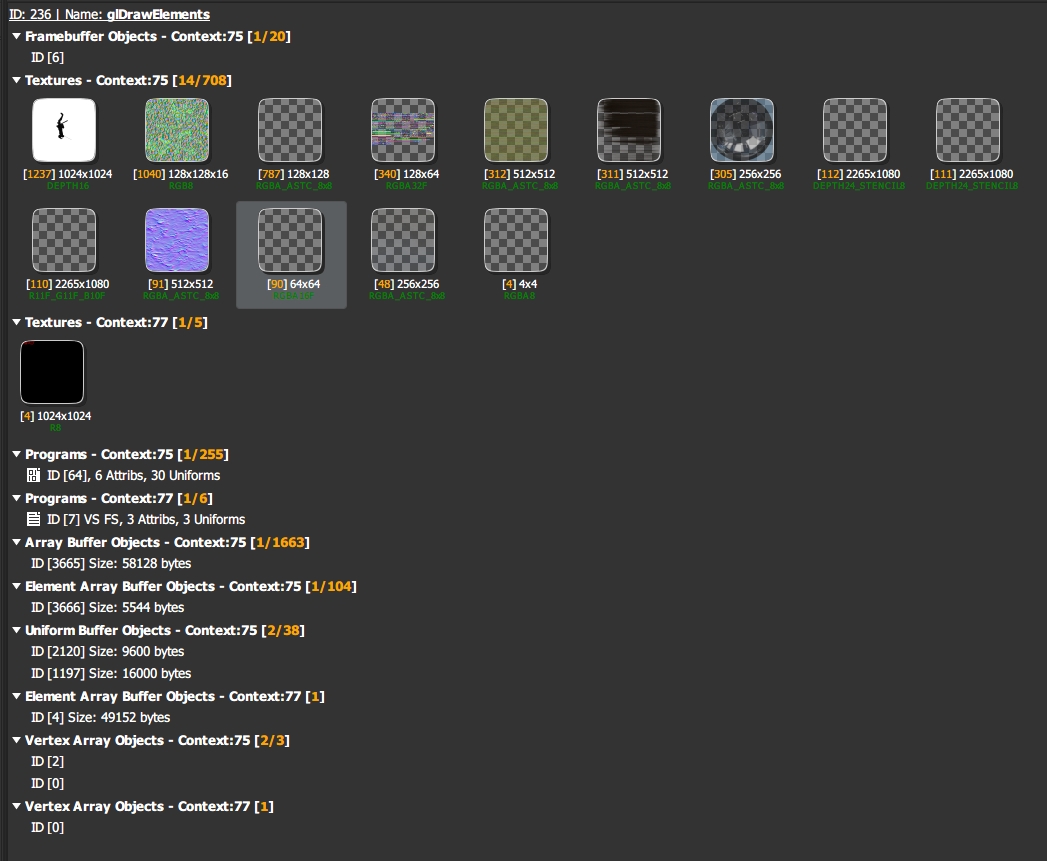 ID: 236 | Name: glDrawElements
Framebuffer Objects - Context:75 [1/20]
ID [6]
Textures - Context:75 [14/708]
[1237] 1024x1024 [1040] 128x128x16 [787] 128x128 [340] 128x64 [312] 512x512 [311] 512x512 [305] 256x256 [112] 2265x1080 [111] 2265x1080
DEPTH16 RGB8 RGBA_ASTC_8x8 RGBA32F RGBA_ASTC_8x8 RGBA_ASTC_8x8 RGBA_ASTC_8x8 DEPTH24_STENCIL8 DEPTH24_STENCIL8
[110] 2265x1080 [91] 512x512 [90] 64x64 [48] 256x256 [4] 4x4
R11F_G11F_B10F RGBA_ASTC_8x8 RGBA_ASTC_8x8 RGBA8
Textures - Context:77 [1/5]
[4] 1024x1024
R8
Programs - Context:75 [1/255]
ID [64], 6 Attribs, 30 Uniforms
Programs - Context:77 [1/6]
ID [7] VS FS, 3 Attribs, 3 Uniforms
Array Buffer Objects - Context:75 [1/1663]
ID [3665] Size: 58128 bytes
Element Array Buffer Objects - Context:75 [1/104]
ID [3666] Size: 5544 bytes
Uniform Buffer Objects - Context:75 [2/38]
ID [2120] Size: 9600 bytes
ID [1197] Size: 16000 bytes
Element Array Buffer Objects - Context:77 [1]
ID [4] Size: 49152 bytes
Vertex Array Objects - Context:75 [2/3]
ID [2]
ID [0]
Vertex Array Objects - Context:77 [1]
ID [0]